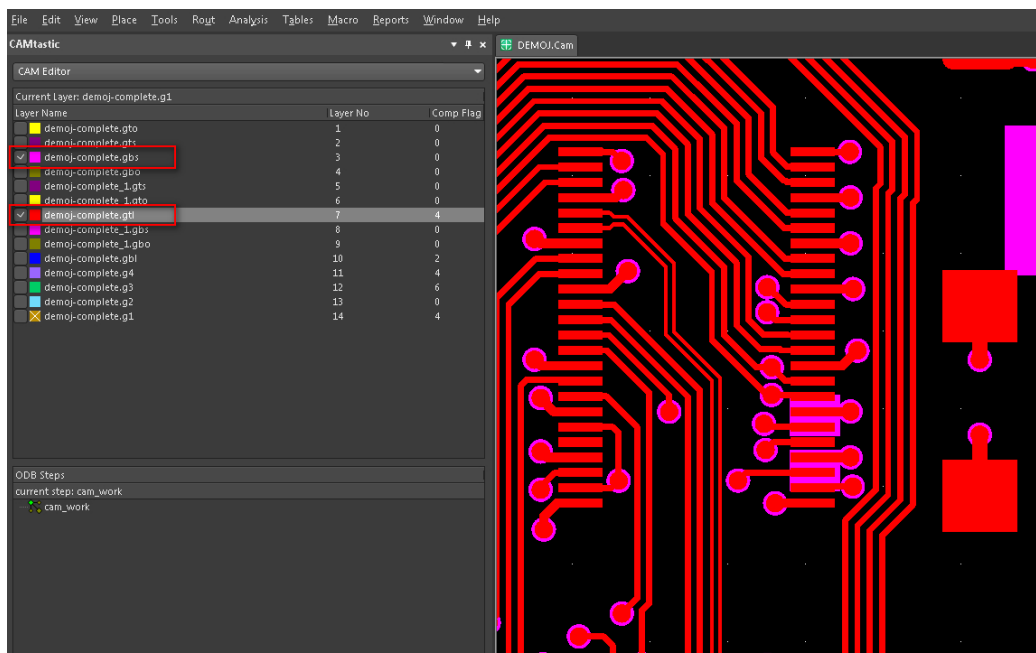 File Edit View Place Tools Rout Analysis Tables Macro Reports Window Help
CAMtastic
DEMOJ.Cam
CAM Editor
Current Layer: demoj-complete.g1
Layer Name Layer No Comp Flag
demoj-complete.gto 1 0
demoj-complete.gts 2 0
demoj-complete.gbs 3 0
demoj-complete.gbo 4 0
demoj-complete_1.gts 5 0
demoj-complete_1.gto 6 0
demoj-complete.gtl 7 4
demoj-complete_1.gbs 8 0
demoj-complete_1.gbo 9 0
demoj-complete.gbl 10 2
demoj-complete.g4 11 4
demoj-complete.g3 12 6
demoj-complete.g2 13 0
demoj-complete.g1 14 4
ODB Steps
current step: cam_work
cam_work